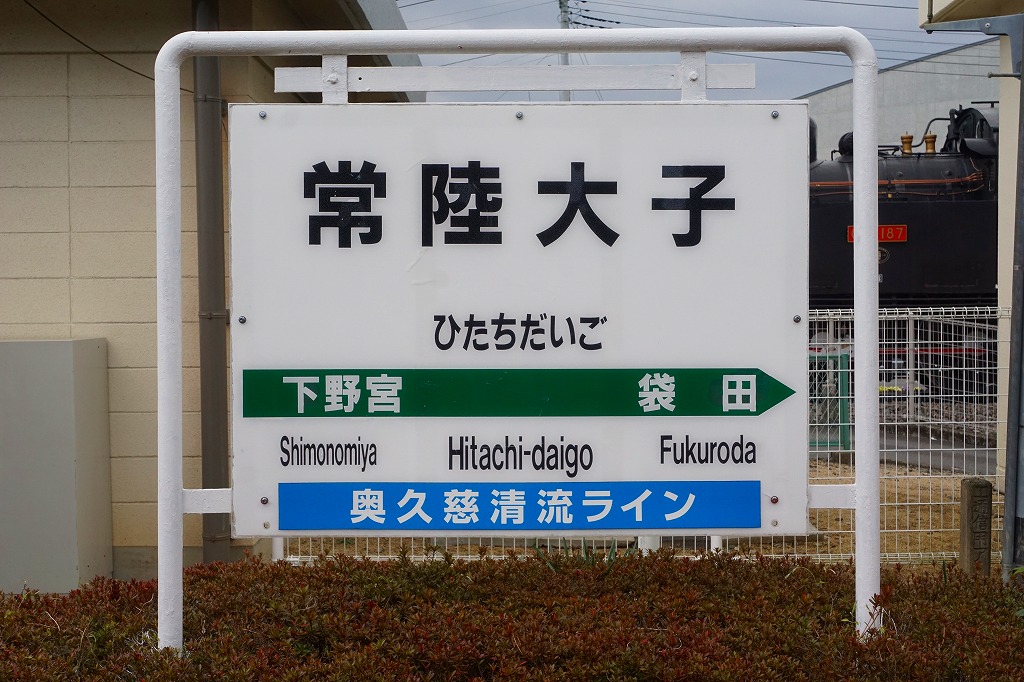 常陸大子
ひたちだいご
下野宮 袋田
Shimonomiya Hitachi-daigo Fukuroda
奥久慈清流ライン
187